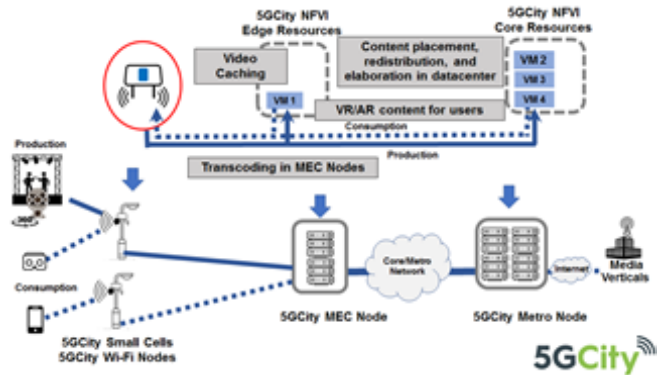 5GCity NFVI
Edge Resources
5GCity NFVI
Core Resources
Video
Caching
Content placement,
redistribution, and
elaboration in datacenter
VM 1
VM 2
VM 3
VM 4
VR/AR content for users
Consumption
Production
Transcoding in MEC Nodes
Production
360°
Consumption
Core/Metro
Network
Internet
Media
Verticals
5GCity Small Cells
5GCity Wi-Fi Nodes
5GCity MEC Node
5GCity Metro Node
5GCity